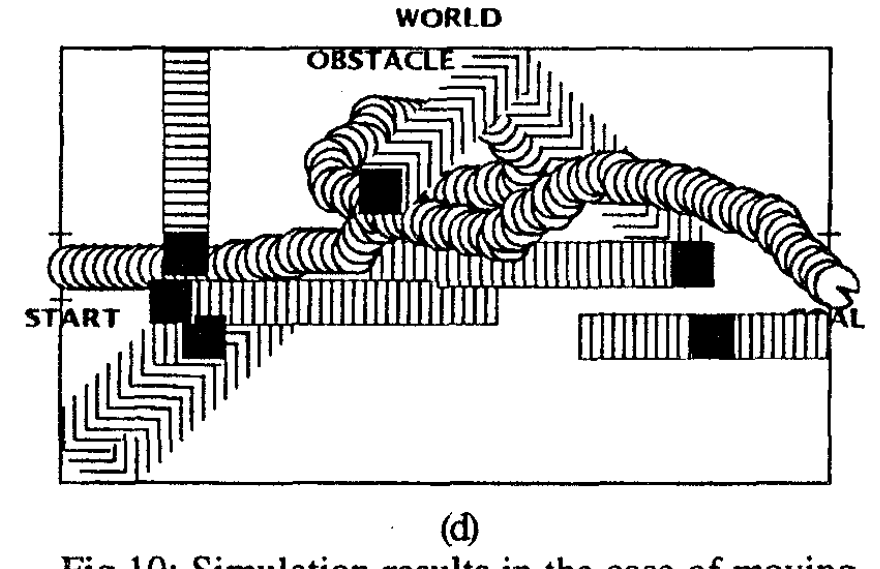 WORLD
OBSTACLE
START
(d)
Fig.10: Simulation results in the case of moving